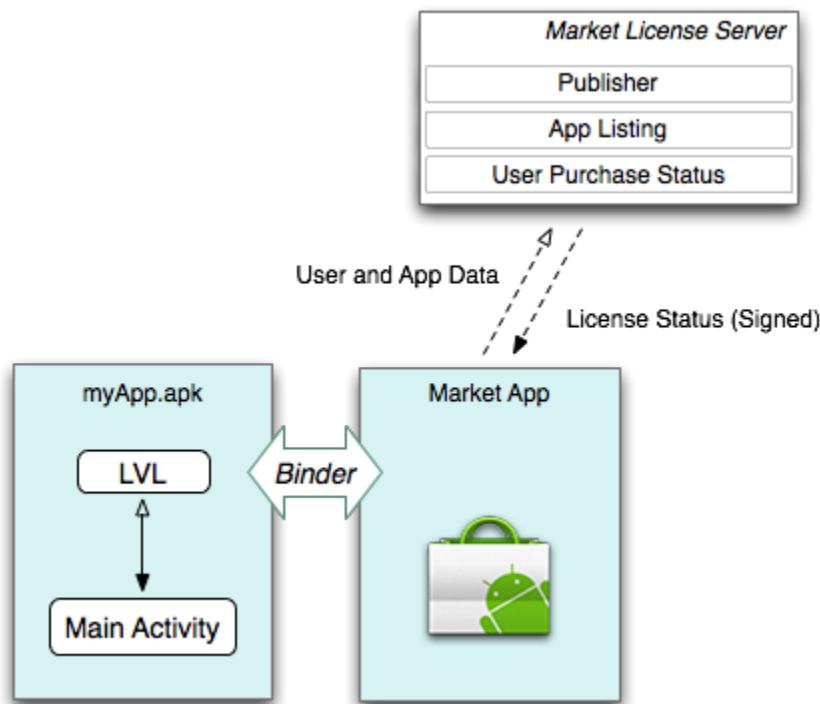 Market License Server
Publisher
App Listing
User Purchase Status
User and App Data
License Status (Signed)
myApp.apk
Market App
LVL
Binder
Main Activity